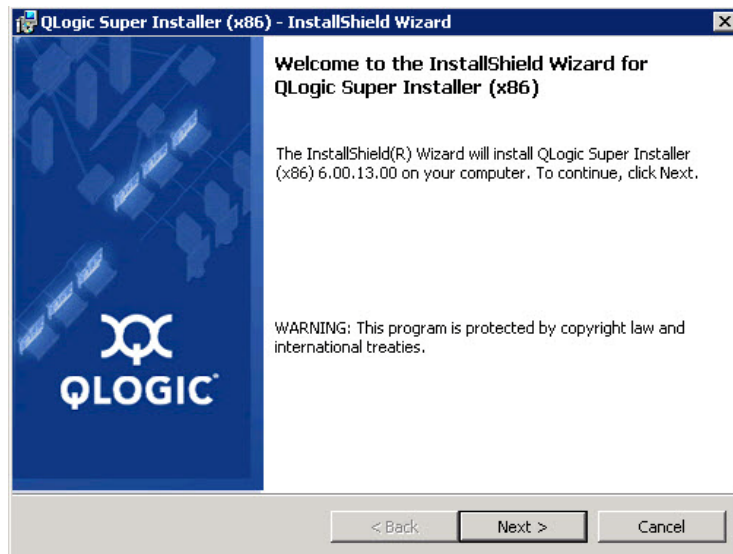 QLogic Super Installer (x86) - InstallShield Wizard
Welcome to the InstallShield Wizard for
QLogic Super Installer (x86)
The InstallShield(R) Wizard will install QLogic Super Installer
(x86) 6.00.13.00 on your computer. To continue, click Next.
WARNING: This program is protected by copyright law and
international treaties.
QLOGIC
< Back
Next >
Cancel